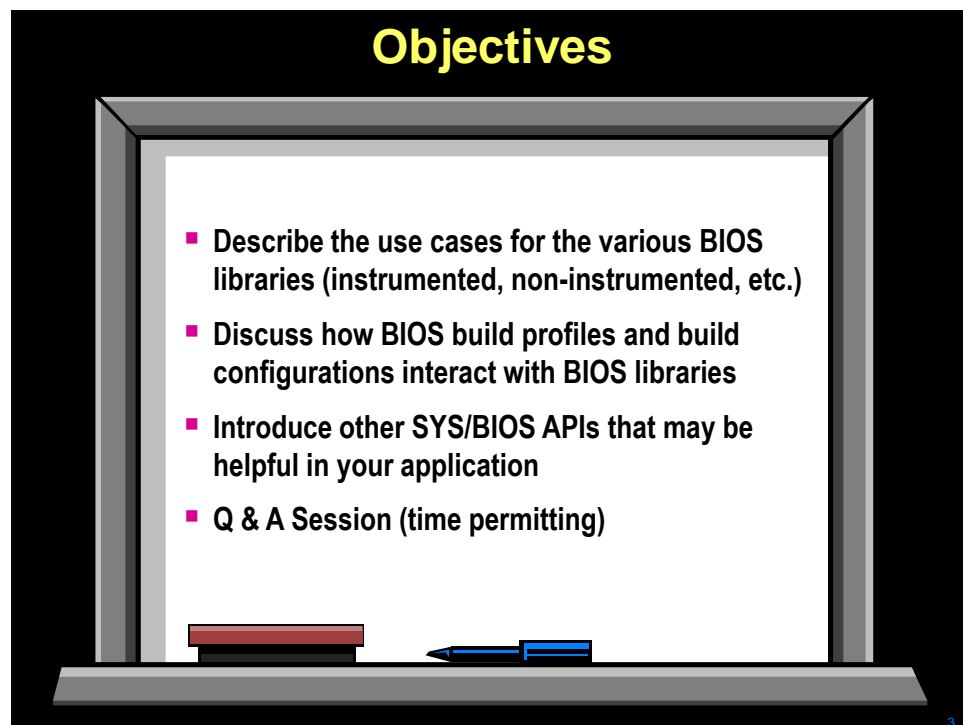 Objectives
▪ Describe the use cases for the various BIOS
libraries (instrumented, non-instrumented, etc.)
▪ Discuss how BIOS build profiles and build
configurations interact with BIOS libraries
▪ Introduce other SYS/BIOS APIs that may be
helpful in your application
▪ Q & A Session (time permitting)
3